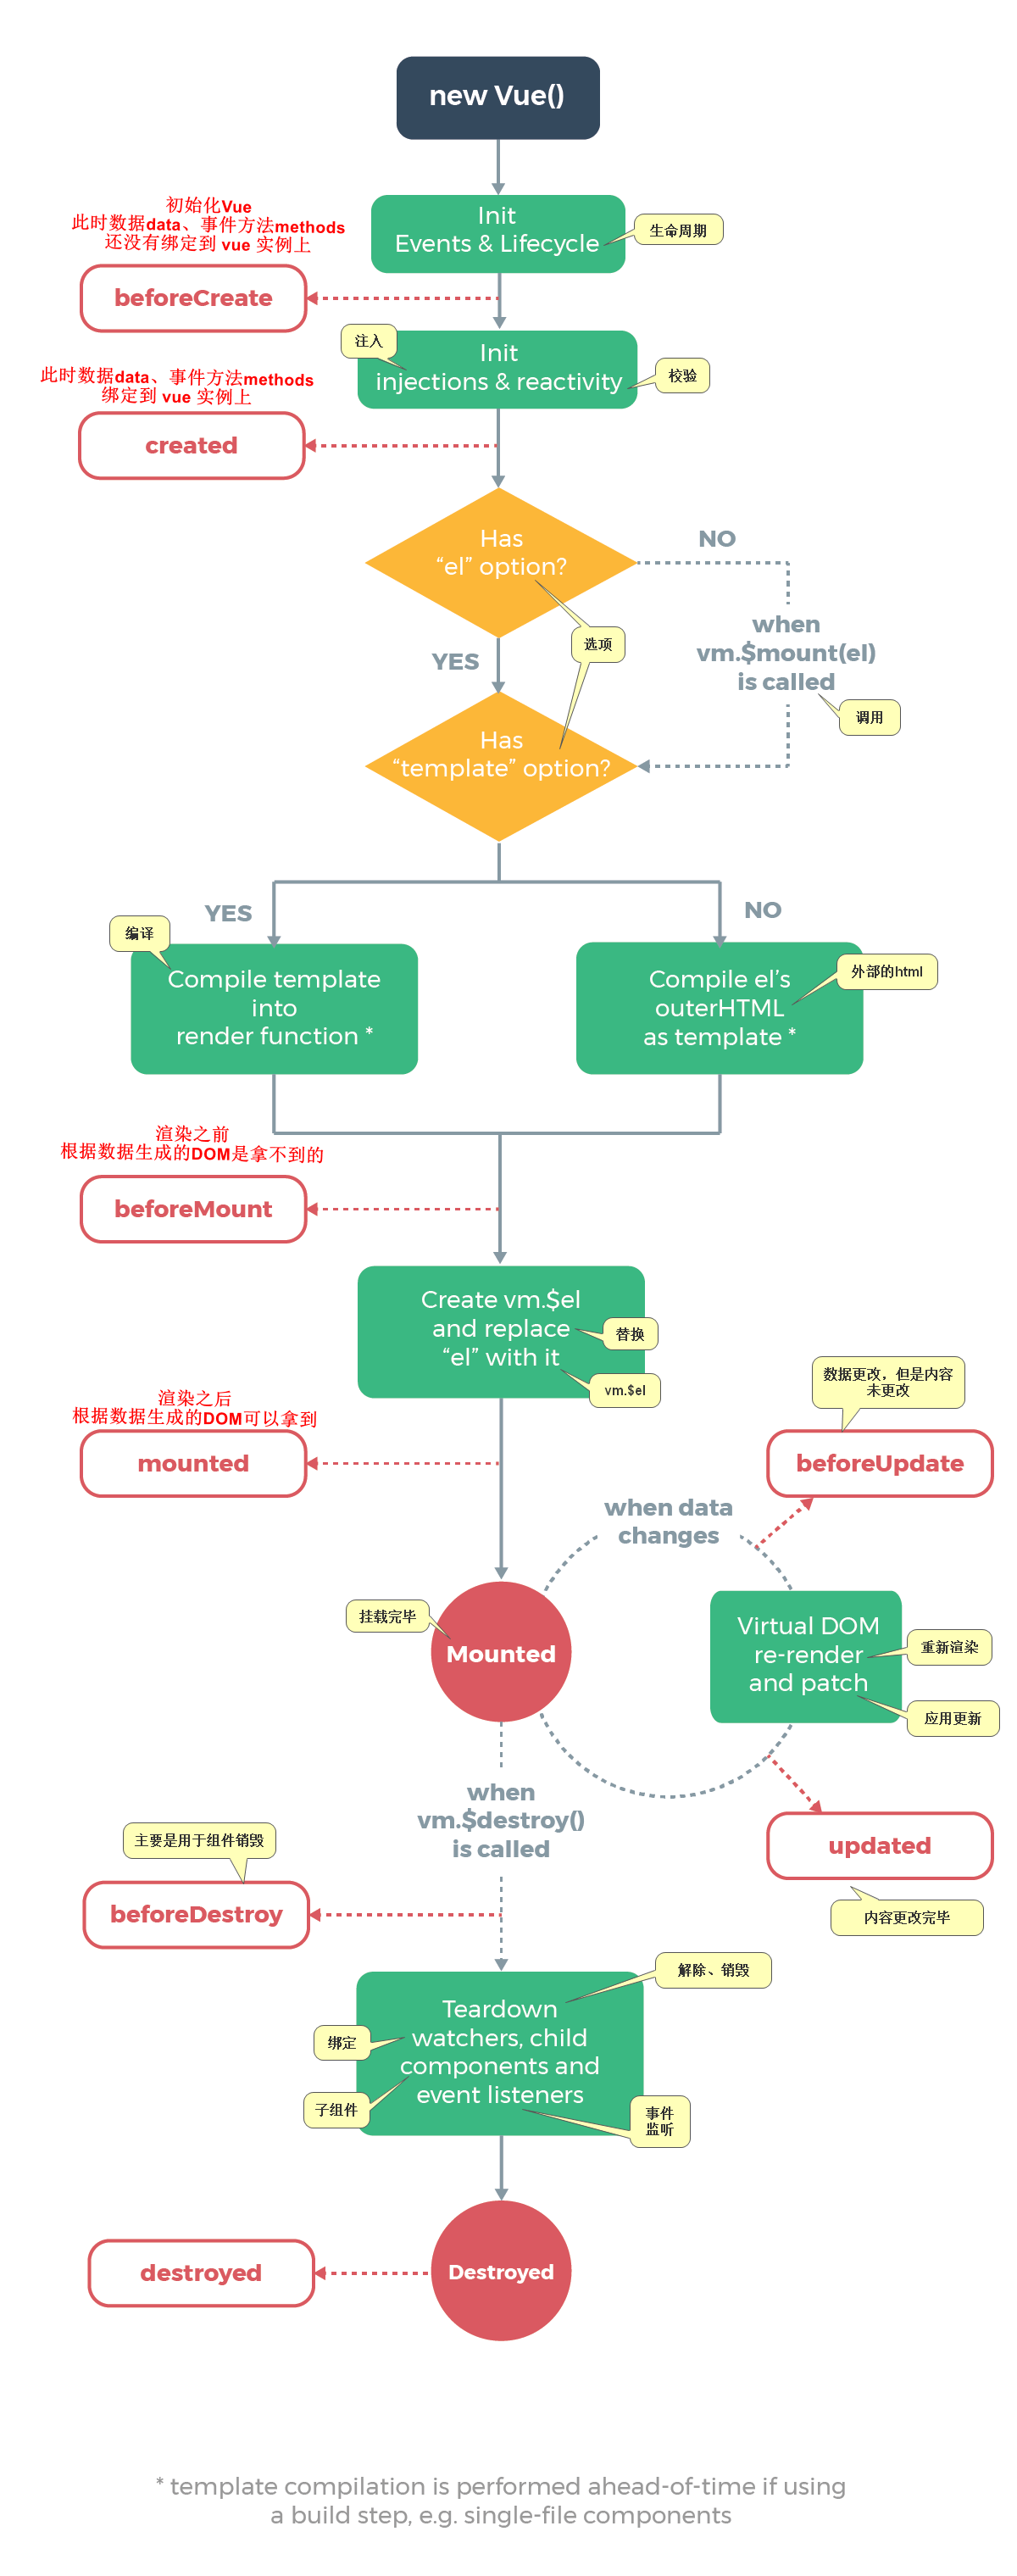 new Vue()
初始化Vue
此时数据data、事件方法methods
还没有绑定到 vue 实例上
Init
Events & Lifecycle
生命周期
beforeCreate
注入
Init
injections & reactivity
校验
此时数据data、事件方法methods
绑定到 vue 实例上
created
Has
“el” option?
NO
选项
when
vm.$mount(el)
is called
YES
调用
Has
“template” option?
YES
NO
编译
Compile template
into
render function *
Compile el’s
outerHTML
as template *
外部的html
渲染之前
根据数据生成的DOM是拿不到的
beforeMount
Create vm.$el
and replace
“el” with it
替换
vm.$el
渲染之后
根据数据生成的DOM可以拿到
mounted
数据更改，但是内容
未更改
beforeUpdate
when data
changes
挂载完毕
Mounted
Virtual DOM
re-render
and patch
重新渲染
应用更新
when
vm.$destroy()
is called
主要是用于组件销毁
beforeDestroy
updated
内容更改完毕
解除、销毁
Teardown
watchers, child
components and
event listeners
绑定
子组件
事件
监听
destroyed
Destroyed
* template compilation is performed ahead-of-time if using
a build step, e.g. single-file components